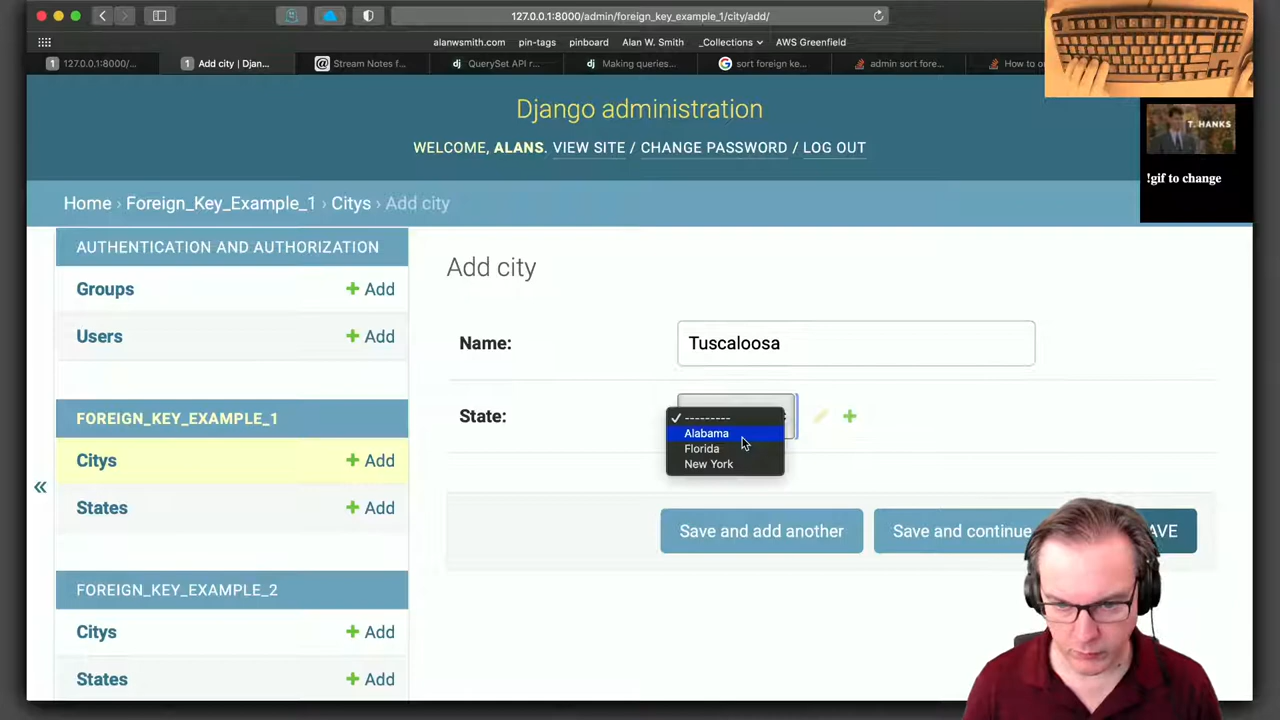 127.0.0.1:8000/admin/foreign_key_example_1/city/add/
alanwsmith.com pin-tags pinboard Alan W. Smith _Collections AWS Greenfield
1 127.0.0.1:8000/... 1 Add city | Djan... Stream Notes f... dj QuerySet API r... dj Making queries... sort foreign ke... admin sort fore... How to o
Django administration
WELCOME, ALANS. VIEW SITE / CHANGE PASSWORD / LOG OUT
T. HANKS
!gif to change
Home › Foreign_Key_Example_1 › Citys › Add city
AUTHENTICATION AND AUTHORIZATION
Groups + Add
Users + Add
FOREIGN_KEY_EXAMPLE_1
Citys + Add
States + Add
FOREIGN_KEY_EXAMPLE_2
Citys + Add
States + Add
«
Add city
Name: Tuscaloosa
State:
✓ ---------
Alabama
Florida
New York
Save and add another
Save and continue
AVE